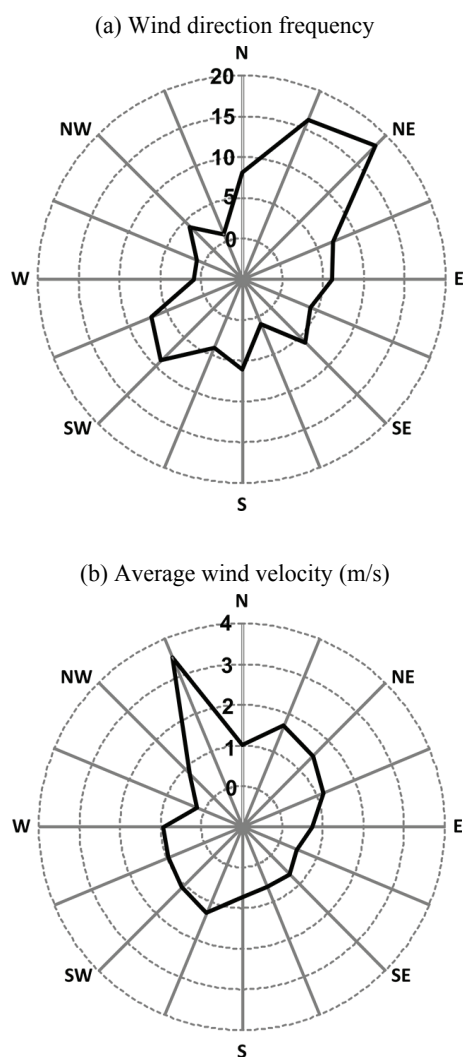 (a) Wind direction frequency
N
20
NW
15
NE
10
5
0
W
E
SW
SE
S
(b) Average wind velocity (m/s)
N
4
NW
3
NE
2
1
0
W
E
SW
SE
S